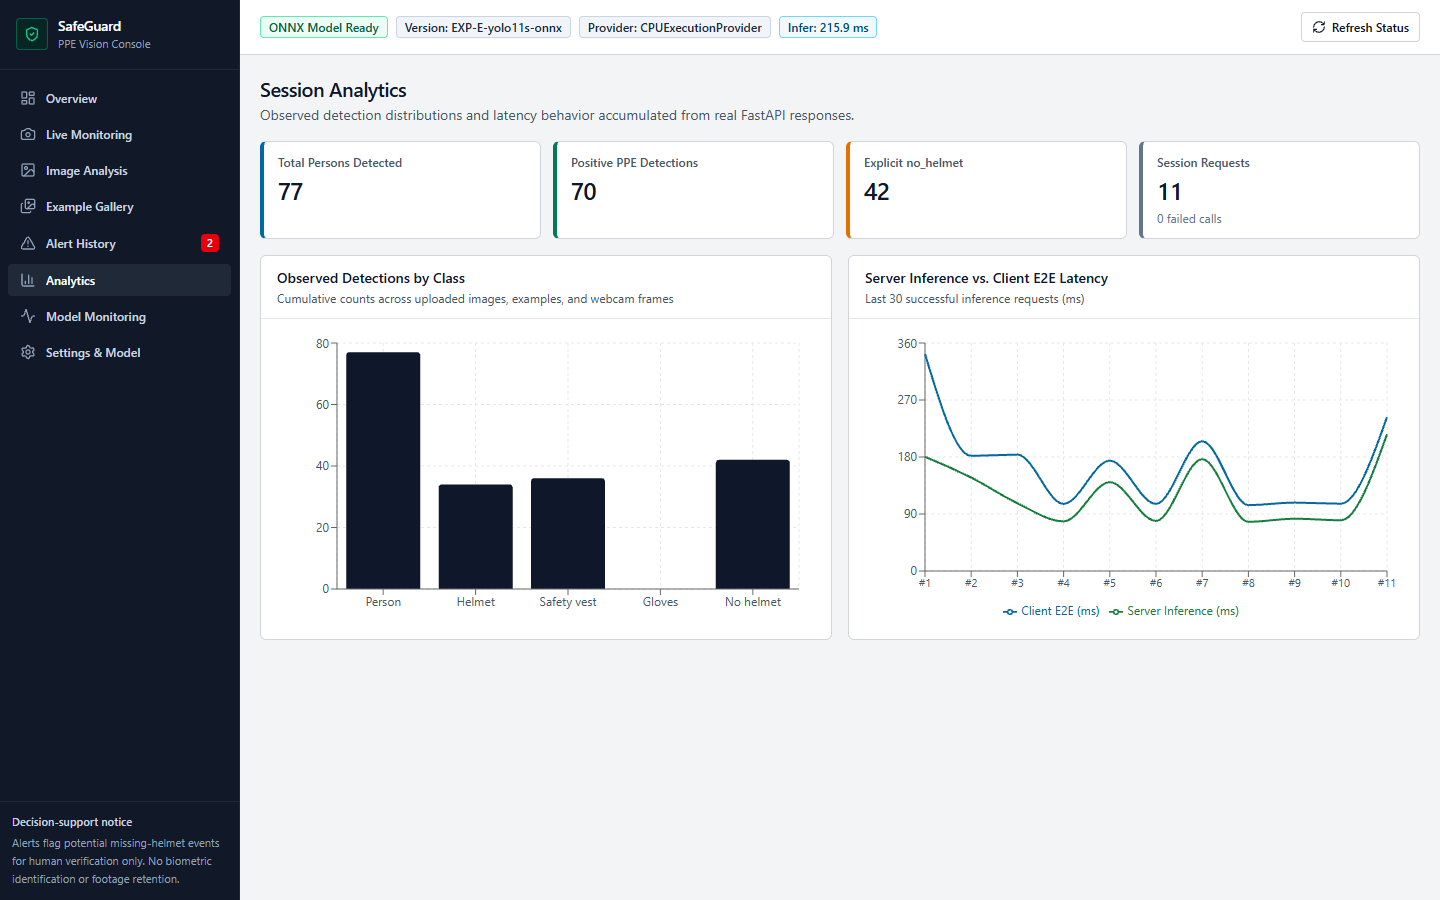 SafeGuard
PPE Vision Console
Overview
Live Monitoring
Image Analysis
Example Gallery
Alert History
2
Analytics
Model Monitoring
Settings & Model
Decision-support notice
Alerts flag potential missing-helmet events
for human verification only. No biometric
identification or footage retention.
ONNX Model Ready
Version: EXP-E-yolo11s-onnx
Provider: CPUExecutionProvider
Infer: 215.9 ms
Refresh Status
Session Analytics
Observed detection distributions and latency behavior accumulated from real FastAPI responses.
Total Persons Detected
77
Positive PPE Detections
70
Explicit no_helmet
42
Session Requests
11
0 failed calls
Observed Detections by Class
Cumulative counts across uploaded images, examples, and webcam frames
80
60
40
20
0
Person
Helmet
Safety vest
Gloves
No helmet
Server Inference vs. Client E2E Latency
Last 30 successful inference requests (ms)
360
270
180
90
0
#1
#2
#3
#4
#5
#6
#7
#8
#9
#10
#11
Client E2E (ms)
Server Inference (ms)